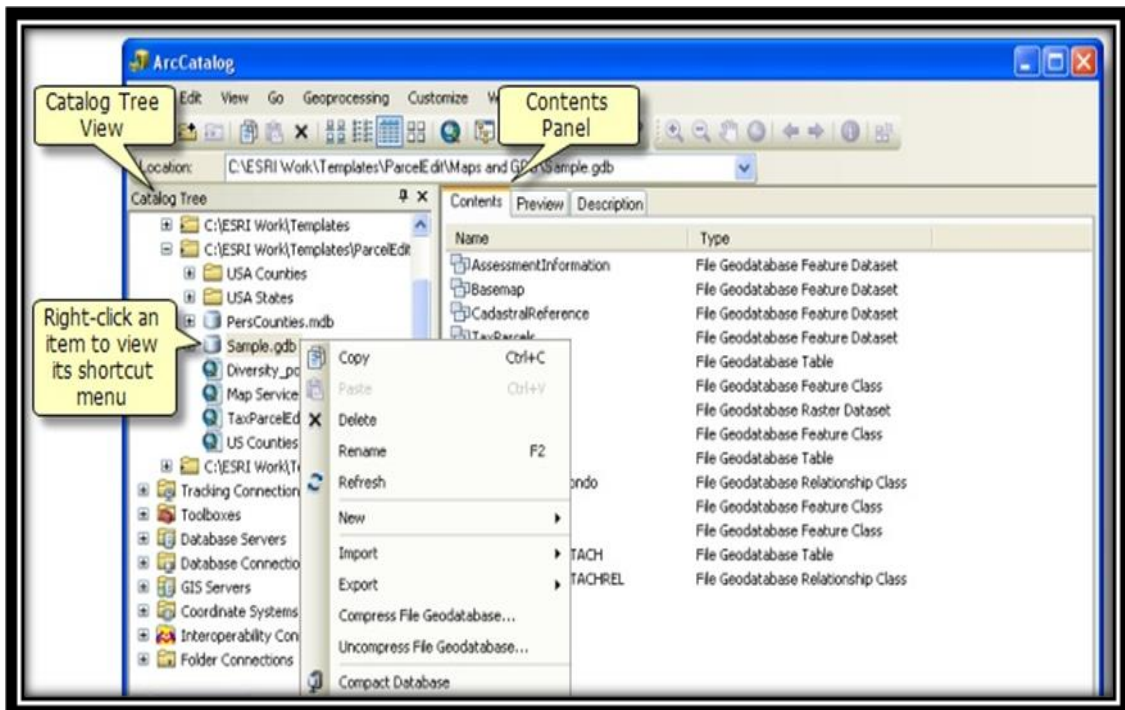 ArcCatalog
Catalog Tree
View
Edit View Go Geoprocessing Customize
Contents
Panel
Location: C:\ESRI Work\Templates\ParcelEdit\Maps and \Sample.gdb
Catalog Tree
Contents Preview Description
C:\ESRI Work\Templates
C:\ESRI Work\Templates\ParcelEdit
USA Counties
USA States
PersCounties.mdb
Sample.gdb
Diversity_po
Map Service
TaxParcelEd
US Counties
C:\ESRI Work\Te
Tracking Connection
Toolboxes
Database Servers
Database Connectio
GIS Servers
Coordinate Systems
Interoperability Con
Folder Connections
Right-click an
item to view
its shortcut
menu
Copy Ctrl+C
Paste Ctrl+V
Delete
Rename F2
Refresh
New
Import
Export
Compress File Geodatabase...
Uncompress File Geodatabase...
Compact Database
Name Type
AssessmentInformation File Geodatabase Feature Dataset
Basemap File Geodatabase Feature Dataset
CadastralReference File Geodatabase Feature Dataset
TaxParcels File Geodatabase Feature Dataset
File Geodatabase Table
File Geodatabase Feature Class
File Geodatabase Raster Dataset
File Geodatabase Feature Class
File Geodatabase Table
ondo File Geodatabase Relationship Class
File Geodatabase Feature Class
File Geodatabase Feature Class
TACH File Geodatabase Table
TACHREL File Geodatabase Relationship Class